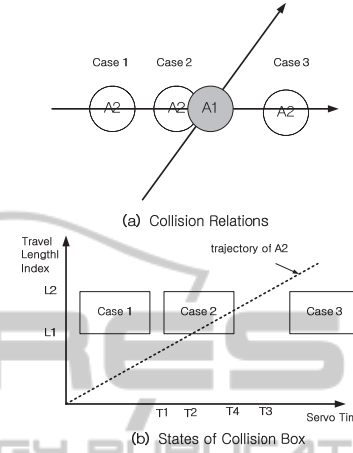 Case 1 Case 2 Case 3
A2 A2 A1 A2
(a) Collision Relations
Travel
Lengthl
Index
trajectory of A2
L2
Case 1 Case 2 Case 3
L1
T1 T2 T4 T3
Servo Tim
(b) States of Collision Box